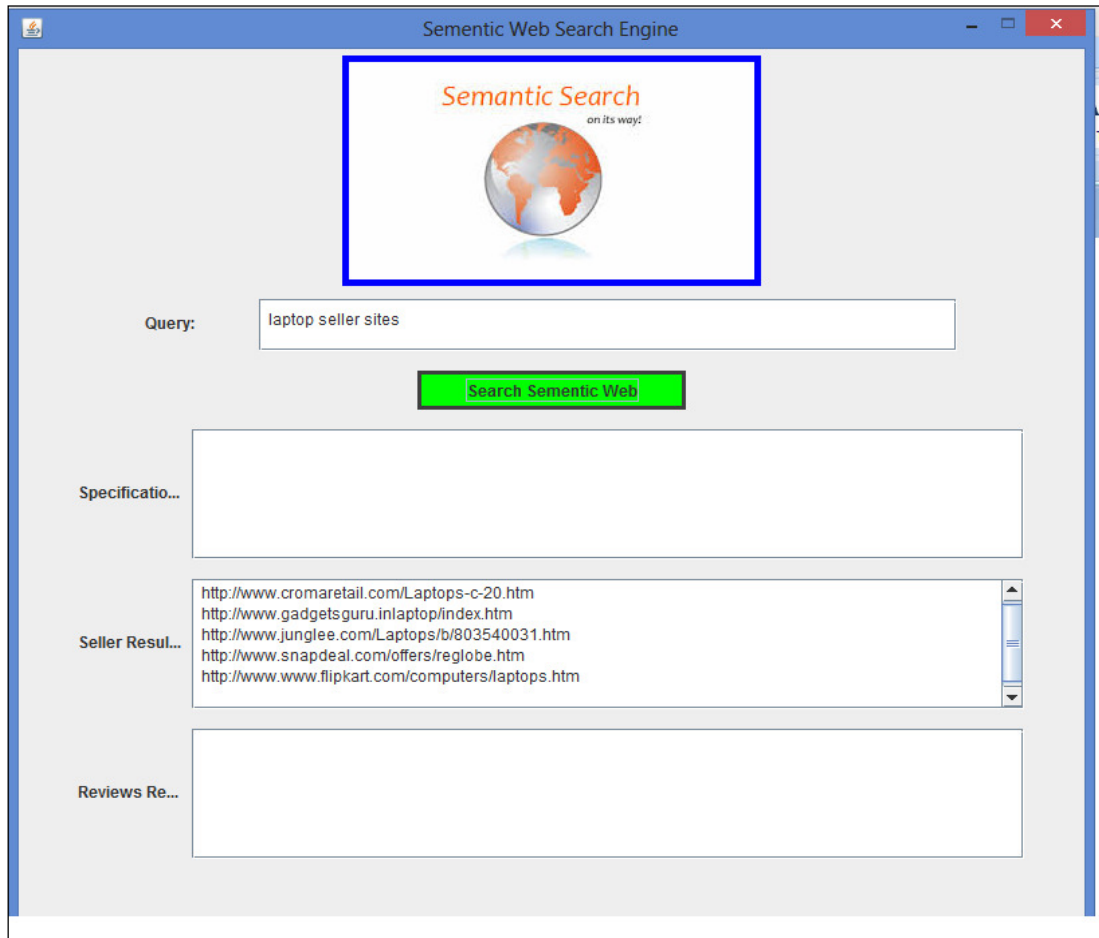 Sementic Web Search Engine
Semantic Search
on its way!
Query:
laptop seller sites
Search Sementic Web
Specificatio...
Seller Resul...
http://www.cromaretail.com/Laptops-c-20.htm
http://www.gadgetsguru.inlaptop/index.htm
http://www.junglee.com/Laptops/b/803540031.htm
http://www.snapdeal.com/offers/reglobe.htm
http://www.www.flipkart.com/computers/laptops.htm
Reviews Re...